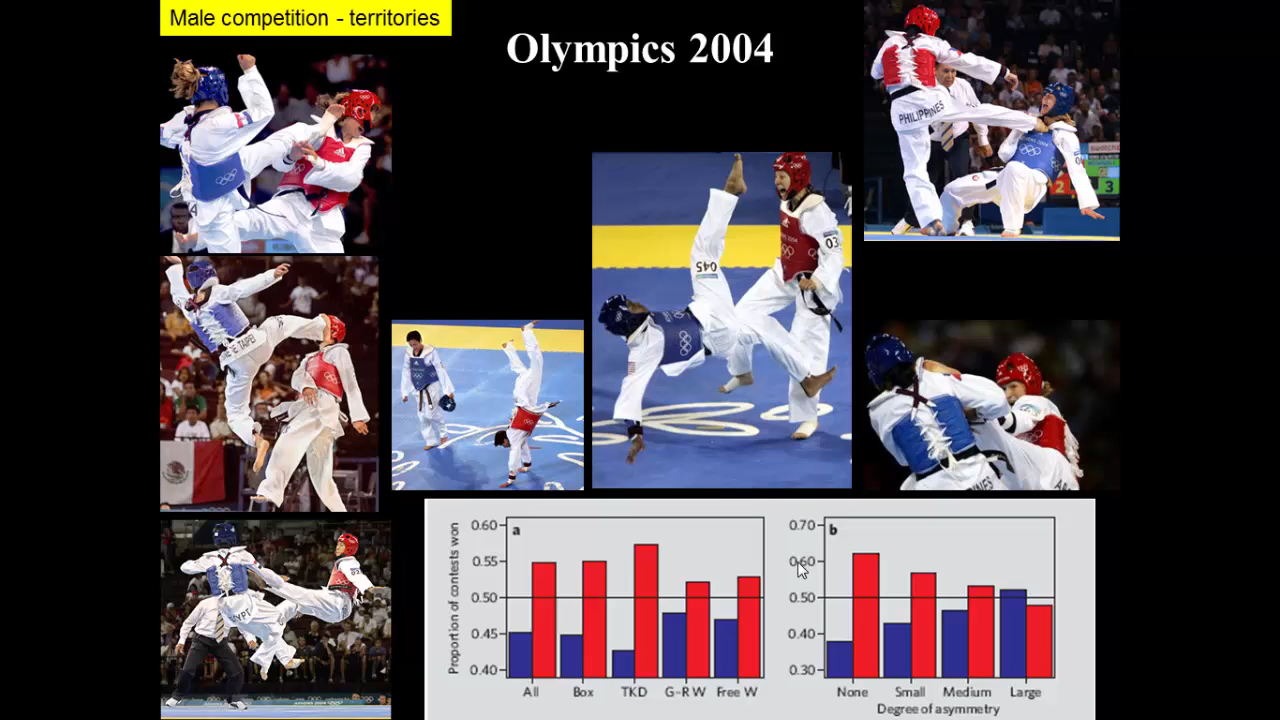 Male competition - territories
Olympics 2004
PHILIPPINES
3
045
03
a
Proportion of contests won
0.60
0.55
0.50
0.45
0.40
All Box TKD G–R W Free W
b
0.70
0.60
0.50
0.40
0.30
None Small Medium Large
Degree of asymmetry